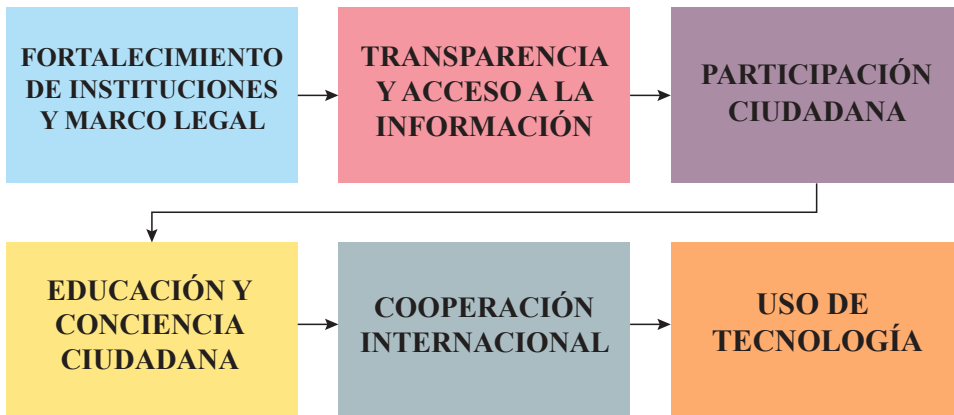 FORTALECIMIENTO
DE INSTITUCIONES
Y MARCO LEGAL
TRANSPARENCIA
Y ACCESO A LA
INFORMACIÓN
PARTICIPACIÓN
CIUDADANA
EDUCACIÓN Y
CONCIENCIA
CIUDADANA
COOPERACIÓN
INTERNACIONAL
USO DE
TECNOLOGÍA